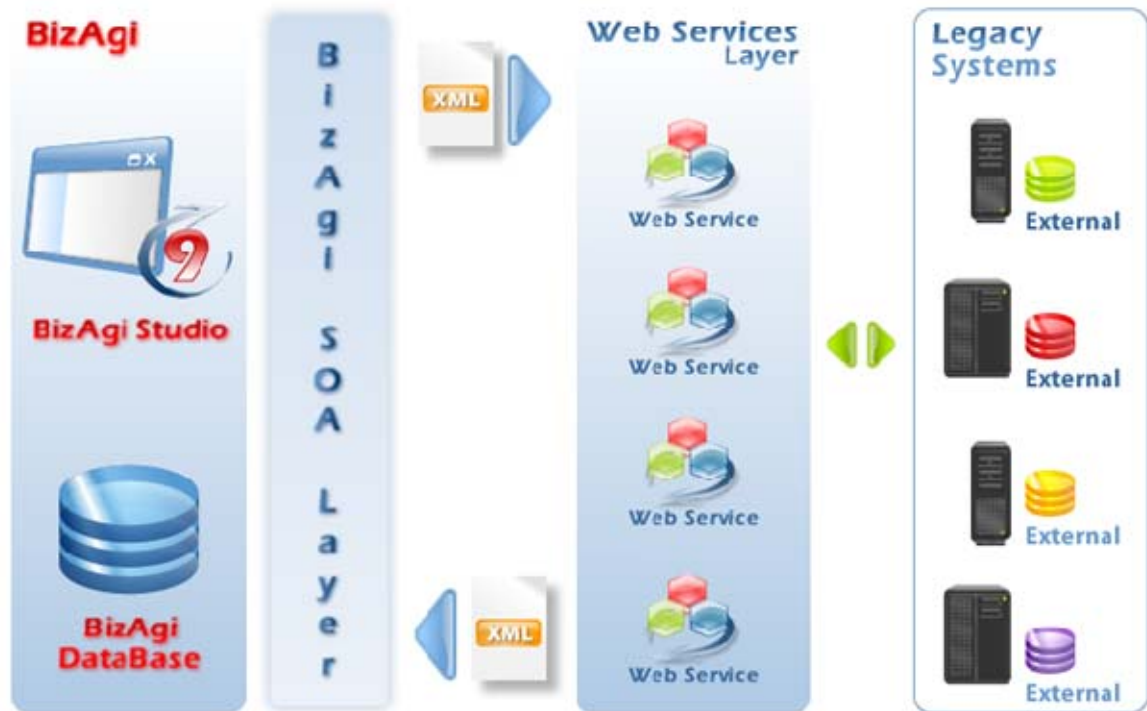 BizAgi
9
BizAgi Studio
BizAgi
DataBase
BizAgi SOA Layer
XML
XML
Web Services
Layer
Web Service
Web Service
Web Service
Web Service
Legacy
Systems
External
External
External
External